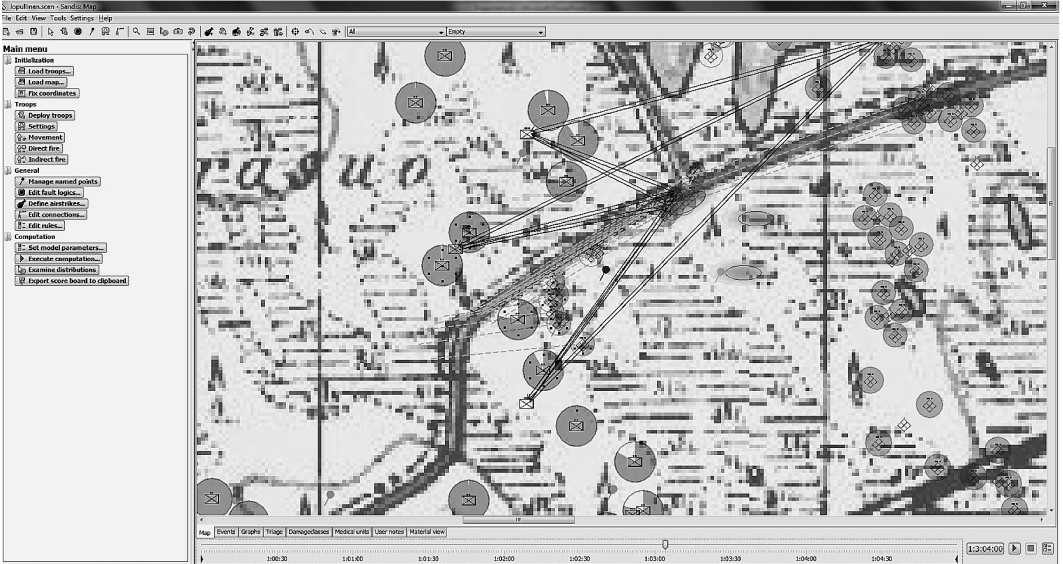 lopullinen.scen - Sandis: Map
File Edit View Tools Settings Help
All
Empty
Main menu
Initialization
Load troops...
Load map...
Fix coordinates
Troops
Deploy troops
Settings
Movement
Direct fire
Indirect fire
General
Manage named points
Edit fault logics...
Define airstrikes...
Edit connections...
Edit rules...
Computation
Set model parameters...
Execute computation...
Examine distributions
Export score board to clipboard
rasuo
Map Events Graphs Triage Damageclasses Medical units User notes Material view
1:00:30 1:01:00 1:01:30 1:02:00 1:02:30 1:03:00 1:03:30 1:04:00 1:04:30
1:3:04:00